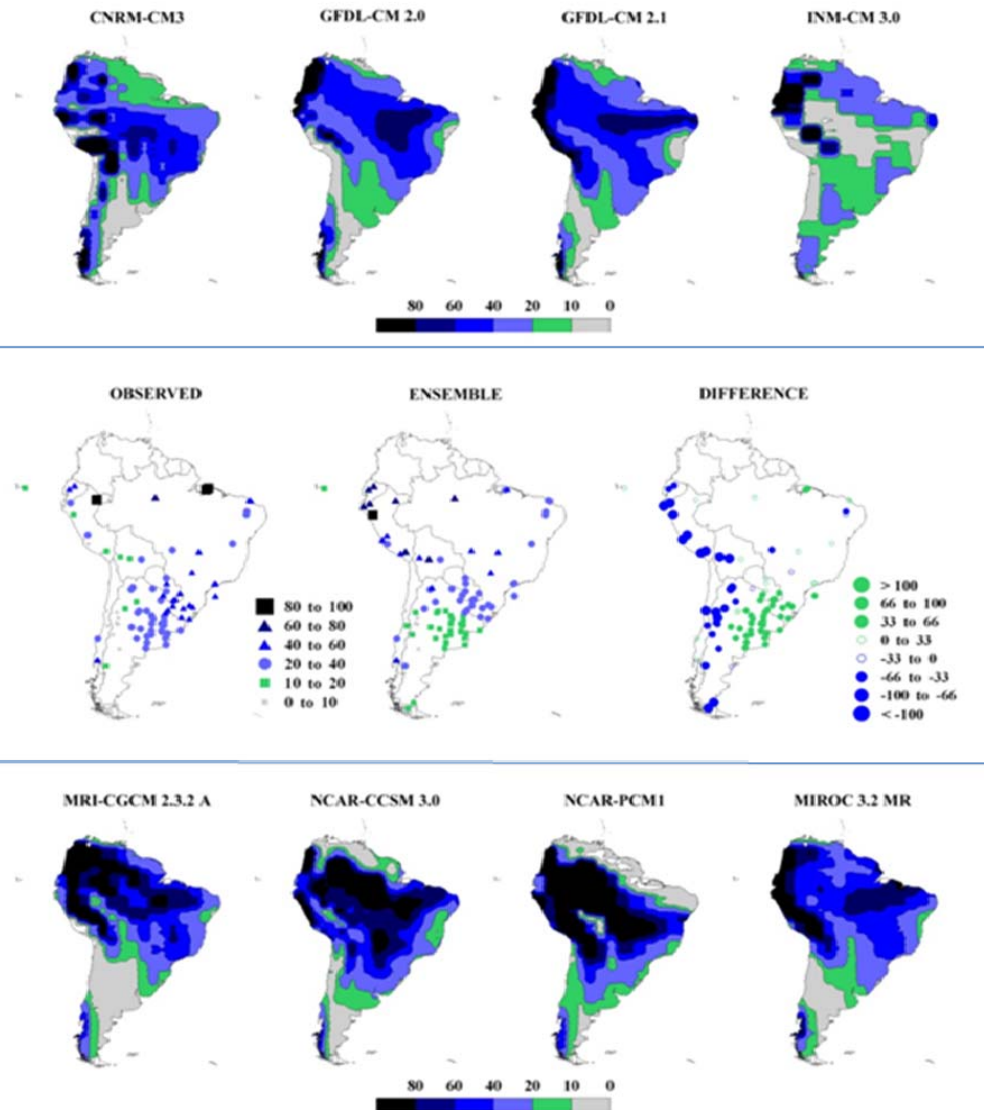 CNRM-CM3 GFDL-CM 2.0 GFDL-CM 2.1 INM-CM 3.0
80 60 40 20 10 0
OBSERVED ENSEMBLE DIFFERENCE
80 to 100
60 to 80
40 to 60
20 to 40
10 to 20
0 to 10
> 100
66 to 100
33 to 66
0 to 33
-33 to 0
-66 to -33
-100 to -66
< -100
MRI-CGCM 2.3.2 A NCAR-CCSM 3.0 NCAR-PCM1 MIROC 3.2 MR
80 60 40 20 10 0